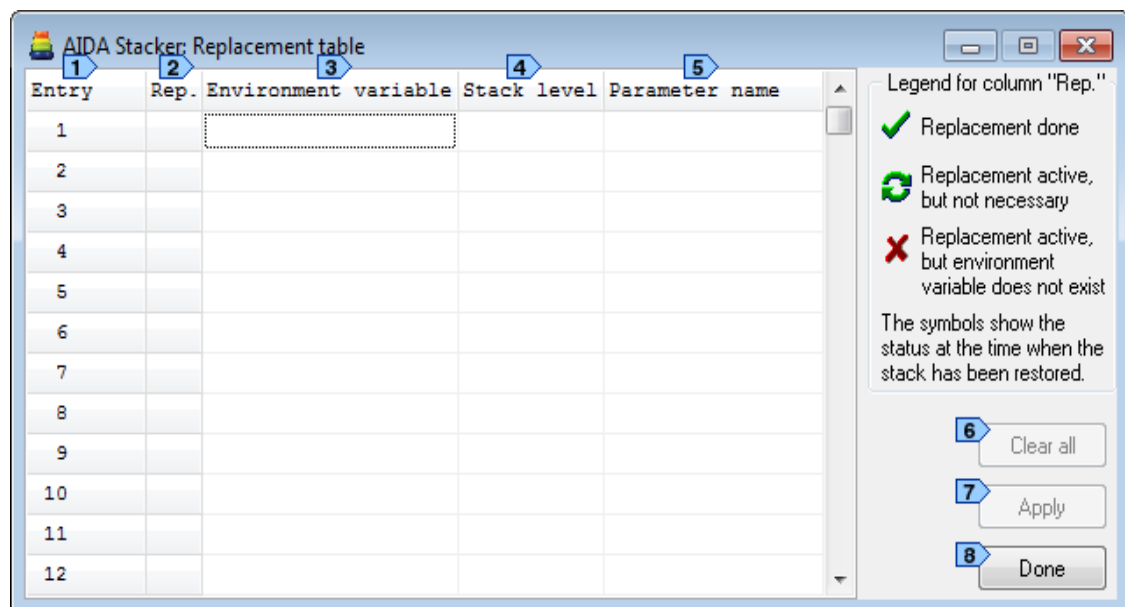 AIDA Stacker: Replacement table
1 2 3 4 5
Entry Rep. Environment variable Stack level Parameter name
1
2
3
4
5
6
7
8
9
10
11
12
Legend for column "Rep."
Replacement done
Replacement active,
but not necessary
Replacement active,
but environment
variable does not exist
The symbols show the
status at the time when the
stack has been restored.
6
Clear all
7
Apply
8
Done